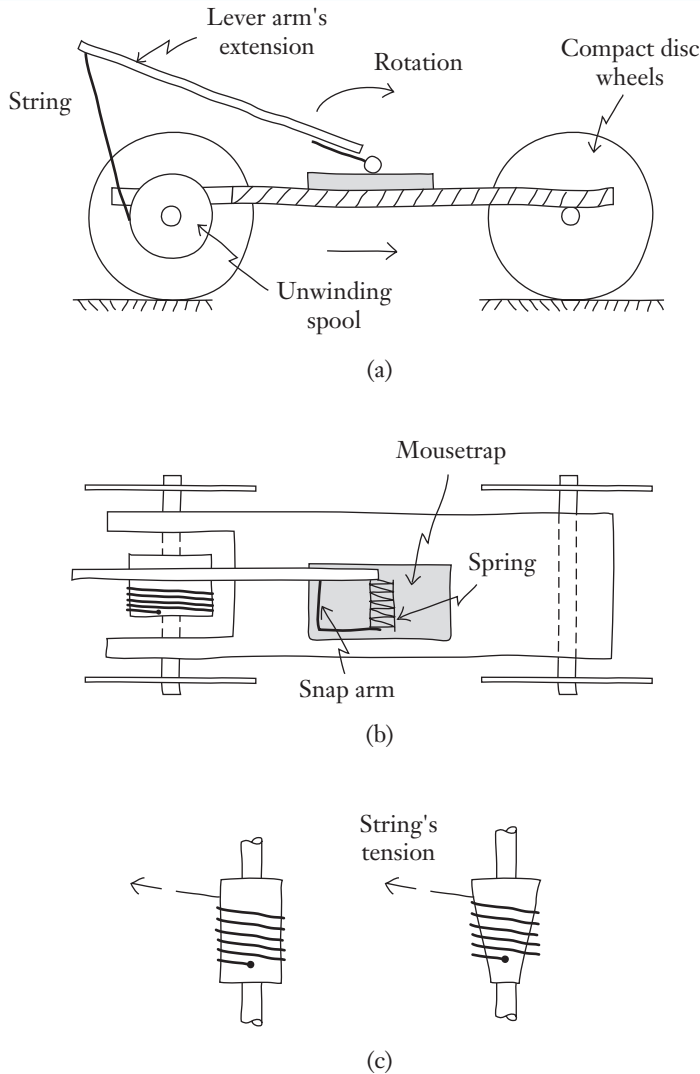 Lever arm's
extension
Rotation
Compact disc
wheels
String
Unwinding
spool
(a)
Mousetrap
Spring
Snap arm
(b)
String's
tension
(c)